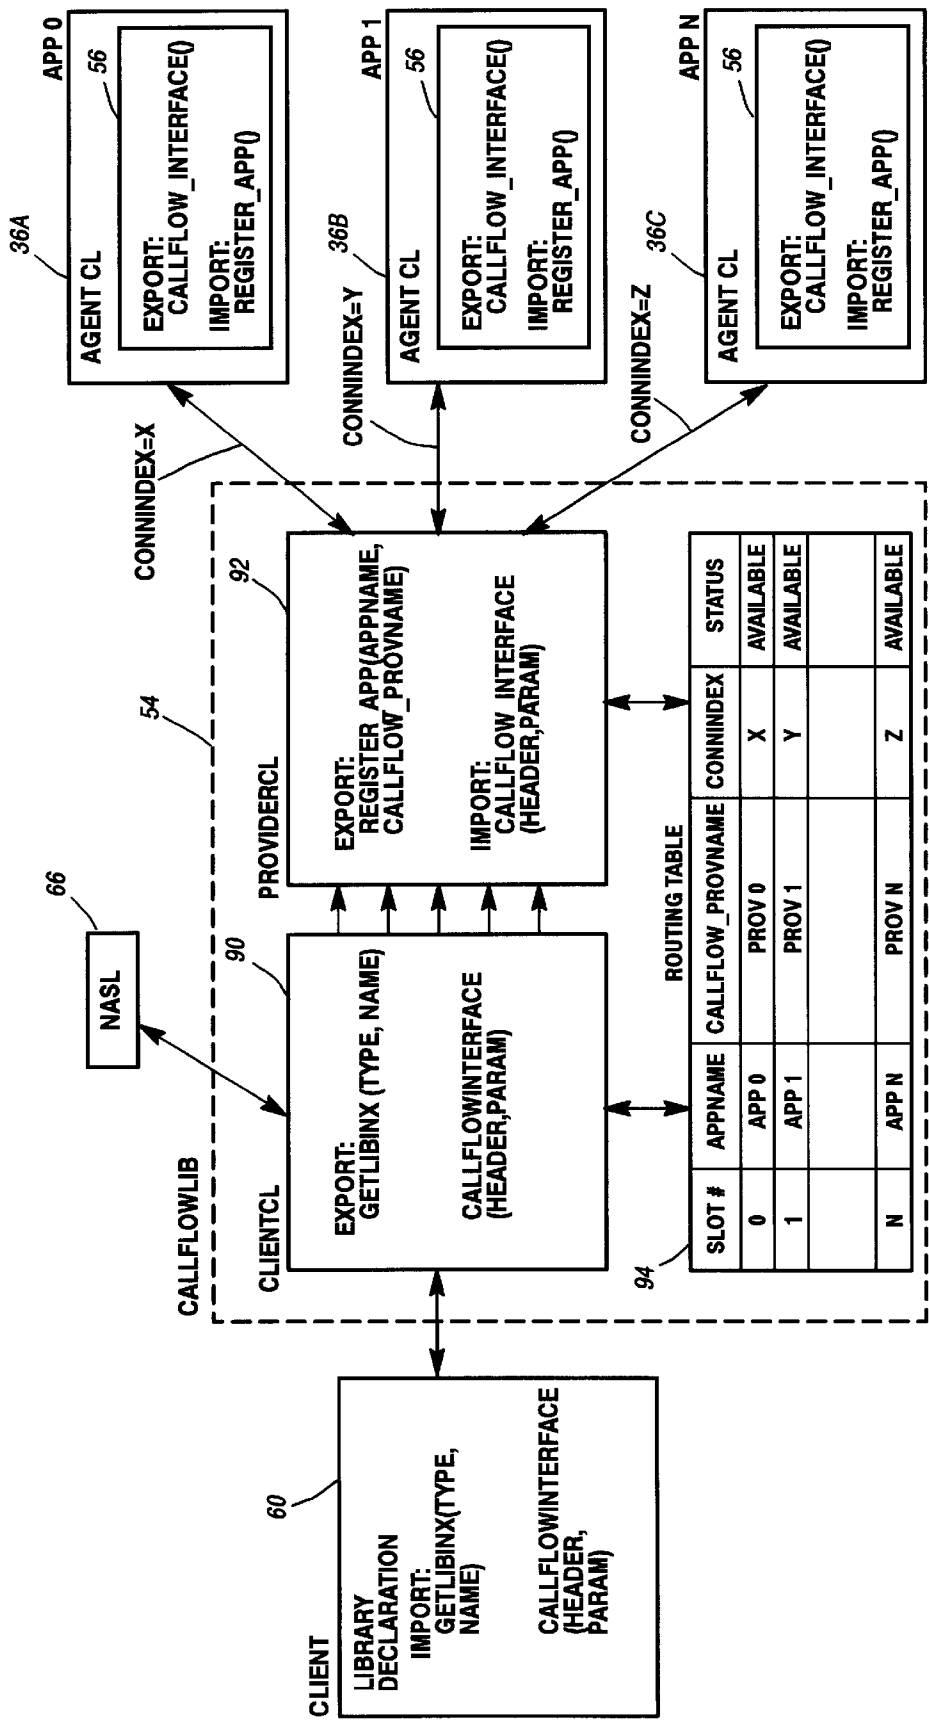 CLIENT
60
LIBRARY
DECLARATION
IMPORT:
GETLIBINX(TYPE,
NAME)
CALLFLOWINTERFACE
(HEADER,
PARAM)
CALLFLOWLIB
54
NASL
66
CLIENTCL
90
EXPORT:
GETLIBINX (TYPE, NAME)
CALLFLOWINTERFACE
(HEADER,PARAM)
PROVIDERCL
92
EXPORT:
REGISTER_APP(APPNAME,
CALLFLOW_PROVNAME)
IMPORT:
CALLFLOW_INTERFACE
(HEADER,PARAM)
ROUTING TABLE
94
SLOT # APPNAME CALLFLOW_PROVNAME CONNINDEX STATUS
0 APP 0 PROV 0 X AVAILABLE
1 APP 1 PROV 1 Y AVAILABLE
N APP N PROV N Z AVAILABLE
CONNINDEX=X
CONNINDEX=Y
CONNINDEX=Z
36A
APP 0
AGENT CL
56
EXPORT:
CALLFLOW_INTERFACE()
IMPORT:
REGISTER_APP()
36B
APP 1
AGENT CL
56
EXPORT:
CALLFLOW_INTERFACE()
IMPORT:
REGISTER_APP()
36C
APP N
AGENT CL
56
EXPORT:
CALLFLOW_INTERFACE()
IMPORT:
REGISTER_APP()